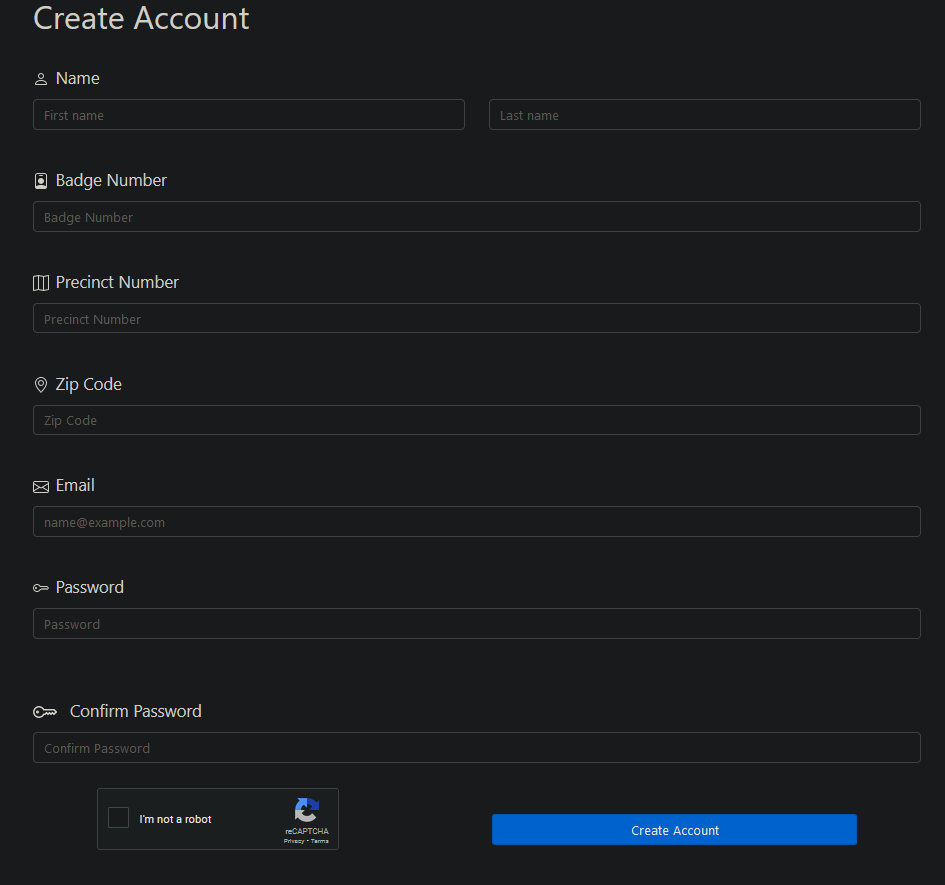 Create Account
Name
First name Last name
Badge Number
Badge Number
Precinct Number
Precinct Number
Zip Code
Zip Code
Email
name@example.com
Password
Password
Confirm Password
Confirm Password
I'm not a robot
reCAPTCHA
Privacy - Terms
Create Account